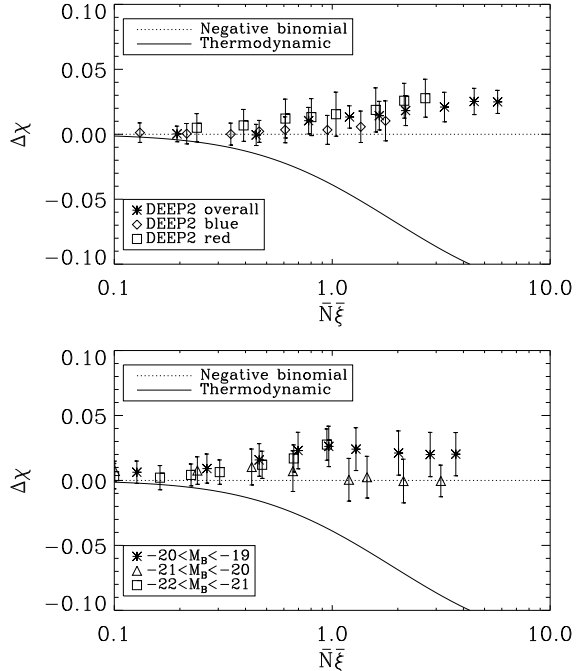 Negative binomial
Thermodynamic
0.10
0.05
0.00
−0.05
−0.10
Δχ
✳ DEEP2 overall
◇ DEEP2 blue
□ DEEP2 red
0.1 1.0 10.0
N̄ξ̄
Negative binomial
Thermodynamic
0.10
0.05
0.00
−0.05
−0.10
Δχ
✳ −20<M_B<−19
△ −21<M_B<−20
□ −22<M_B<−21
0.1 1.0 10.0
N̄ξ̄